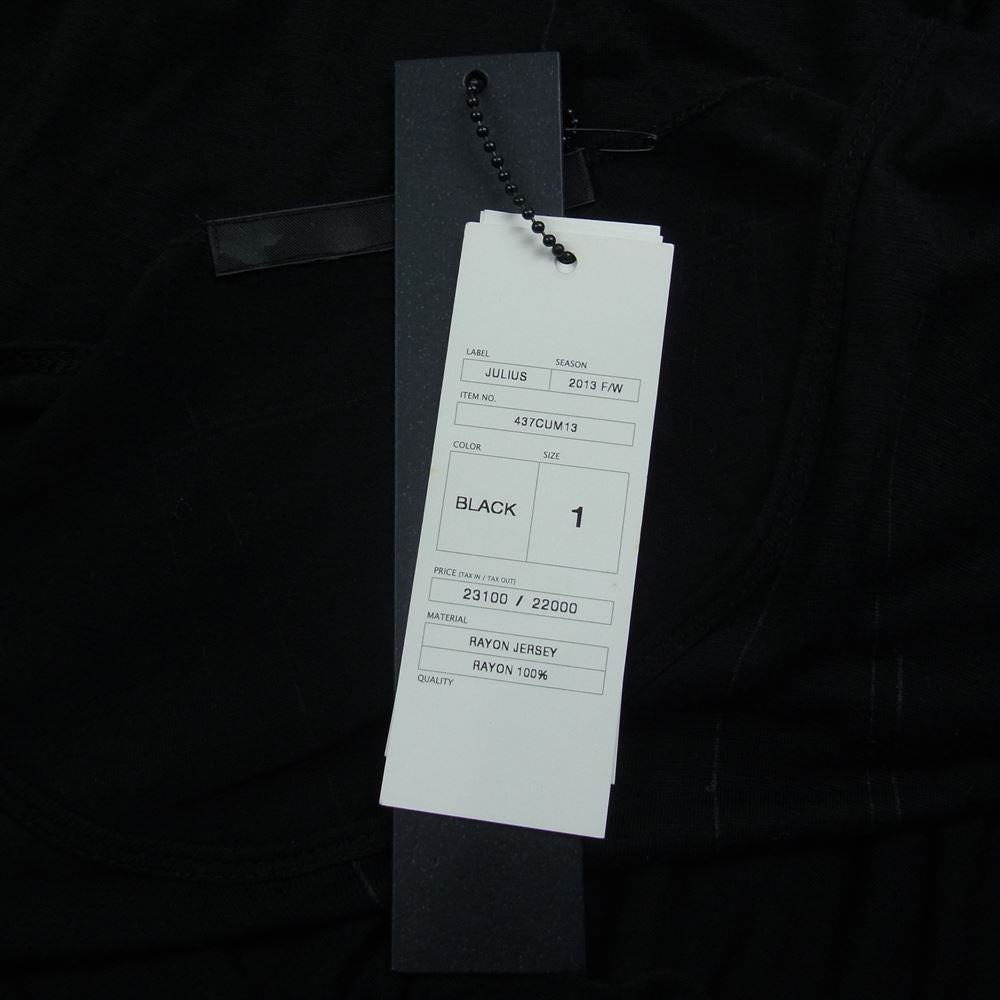 LABEL SEASON
JULIUS 2013 F/W
ITEM NO.
437CUM13
COLOR SIZE
BLACK 1
PRICE [TAX IN / TAX OUT]
23100 / 22000
MATERIAL
RAYON JERSEY
RAYON 100%
QUALITY